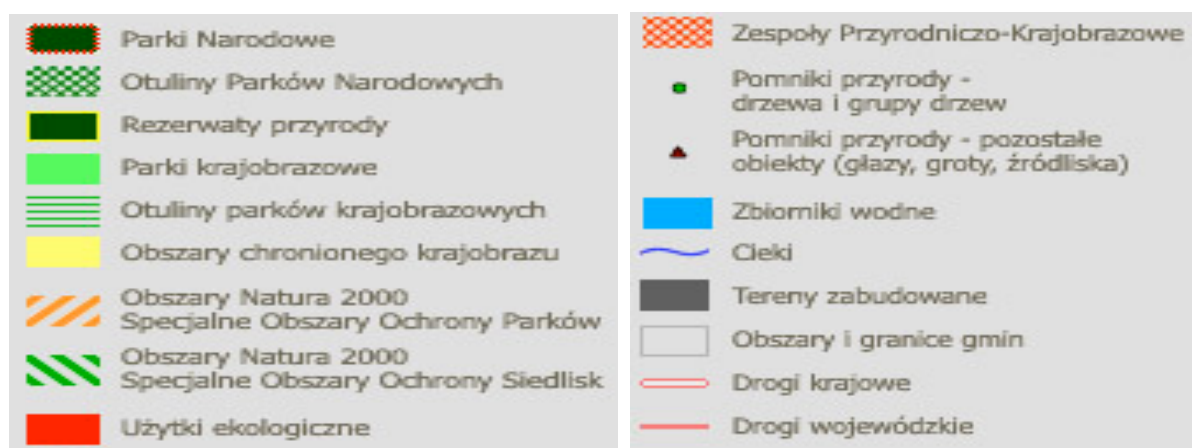 Parki Narodowe
Otuliny Parków Narodowych
Rezerwaty przyrody
Parki krajobrazowe
Otuliny parków krajobrazowych
Obszary chronionego krajobrazu
Obszary Natura 2000
Specjalne Obszary Ochrony Parków
Obszary Natura 2000
Specjalne Obszary Ochrony Siedlisk
Użytki ekologiczne
Zespoły Przyrodniczo-Krajobrazowe
Pomniki przyrody -
drzewa i grupy drzew
Pomniki przyrody - pozostałe
obiekty (głazy, groty, źródliska)
Zbiorniki wodne
Cieki
Tereny zabudowane
Obszary i granice gmin
Drogi krajowe
Drogi wojewódzkie